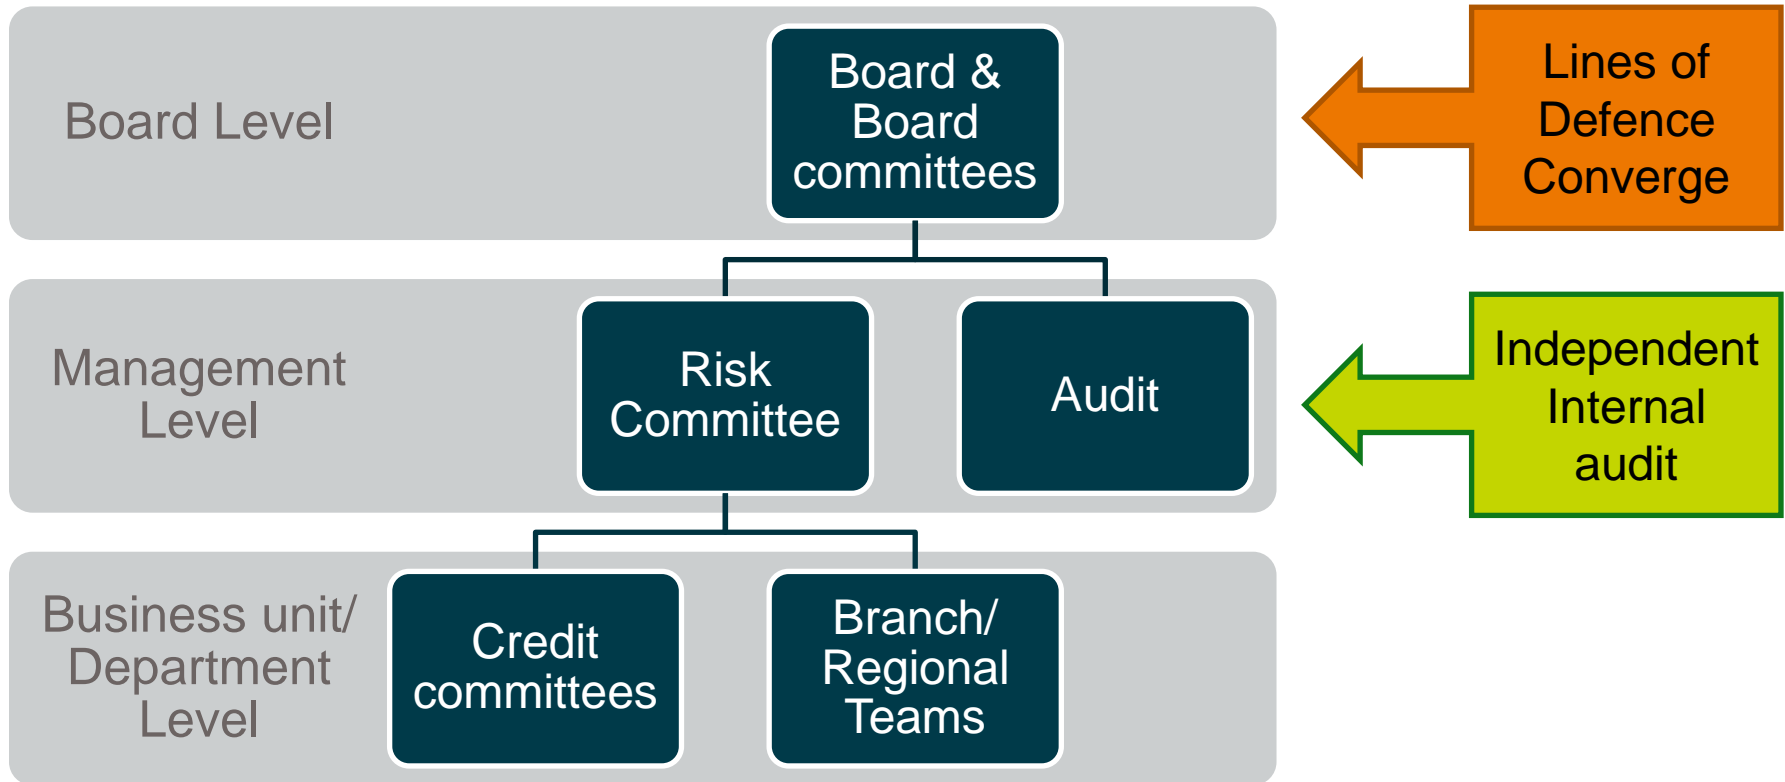 Board Level
Board &
Board
committees
Lines of
Defence
Converge
Management
Level
Risk
Committee
Audit
Independent
Internal
audit
Business unit/
Department
Level
Credit
committees
Branch/
Regional
Teams